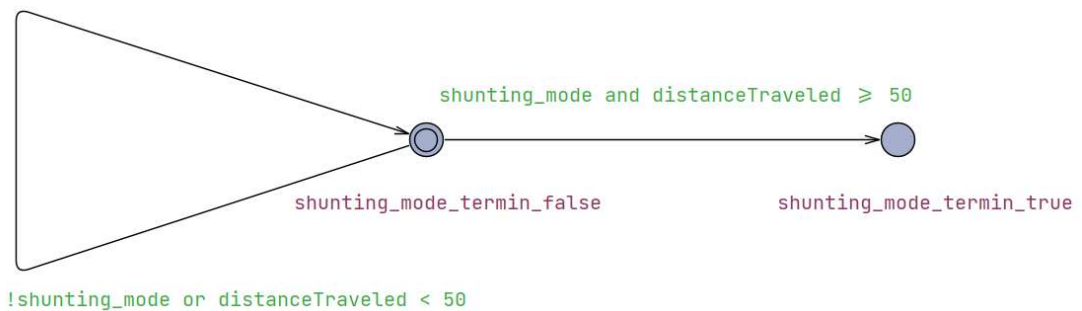 shunting_mode and distanceTraveled ⩾ 50
shunting_mode_termin_false
shunting_mode_termin_true
!shunting_mode or distanceTraveled < 50